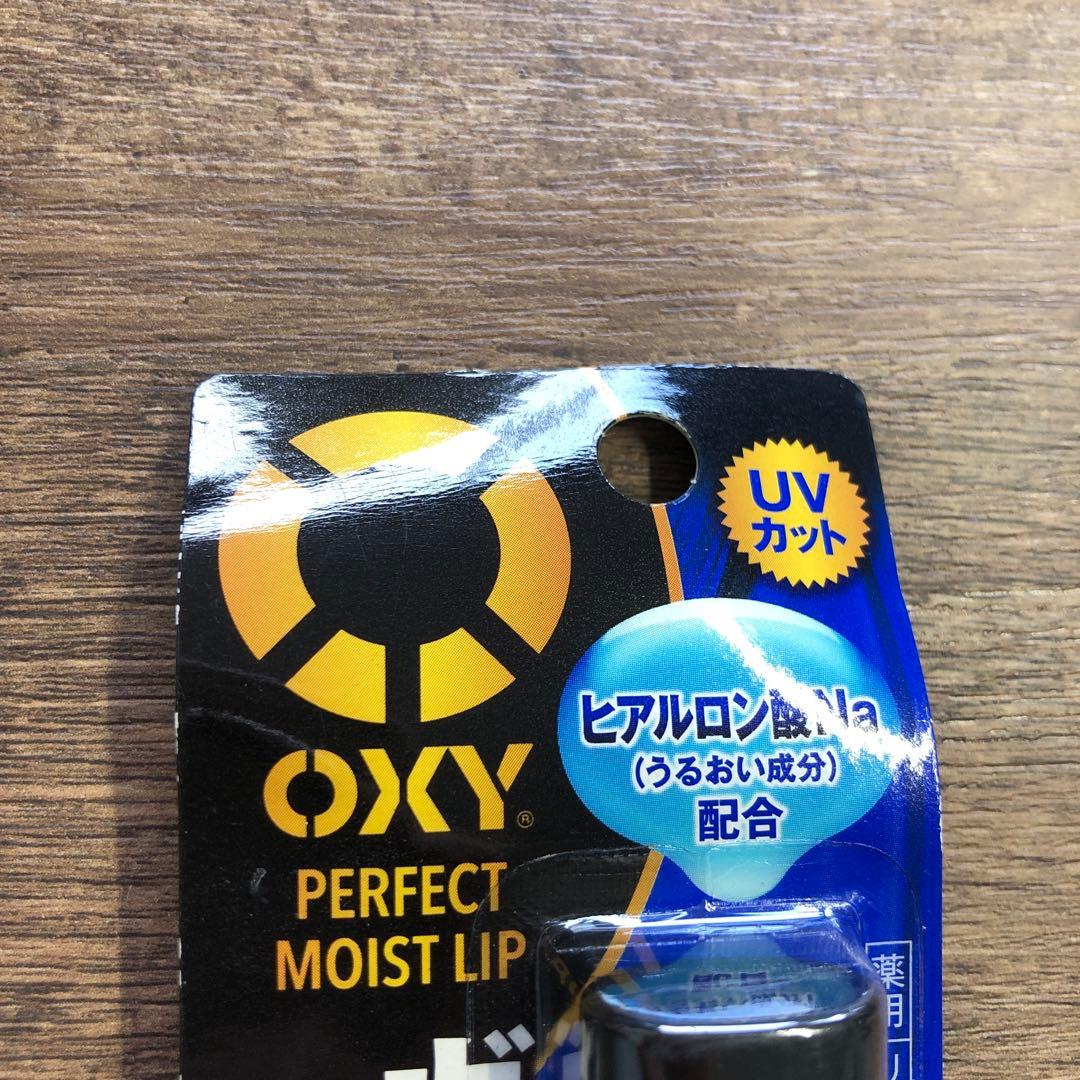 UV
カット
ヒアルロン酸Na
(うるおい成分)
配合
OXY®
PERFECT
MOIST LIP
薬用